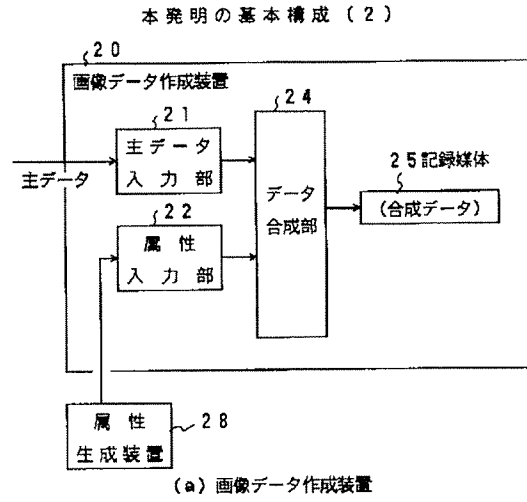 本発明の基本構成(2)
20
画像データ作成装置
21
主データ
入力部
主データ
22
属性
入力部
24
データ
合成部
25記録媒体
(合成データ)
属性
生成装置
28
(a)画像データ作成装置